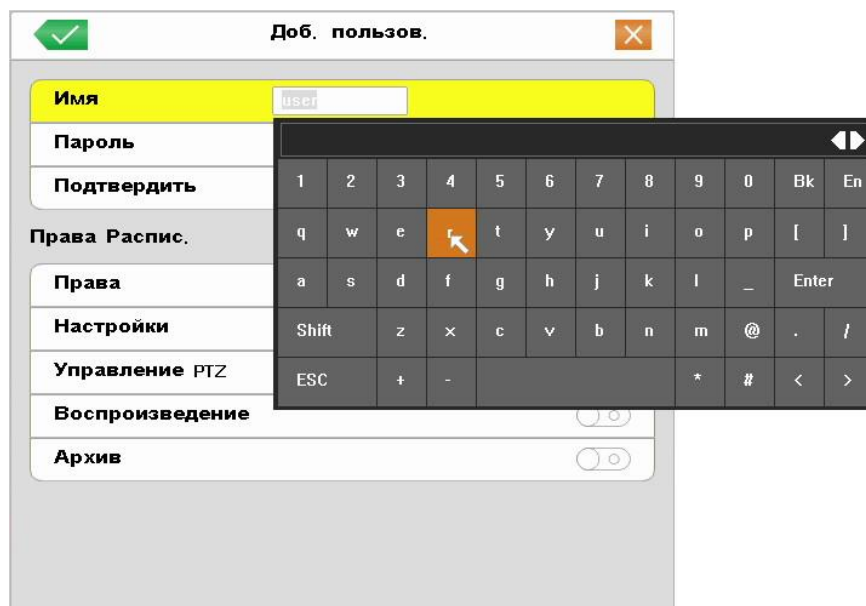 Доб. пользов.
Имя user
Пароль
Подтвердить
1 2 3 4 5 6 7 8 9 0 Bk En
q w e r t y u i o p [ ]
a s d f g h j k l _ Enter
Shift z x c v b n m @ . /
ESC + - * # < >
Права Распис.
Права
Настройки
Управление PTZ
Воспроизведение
Архив